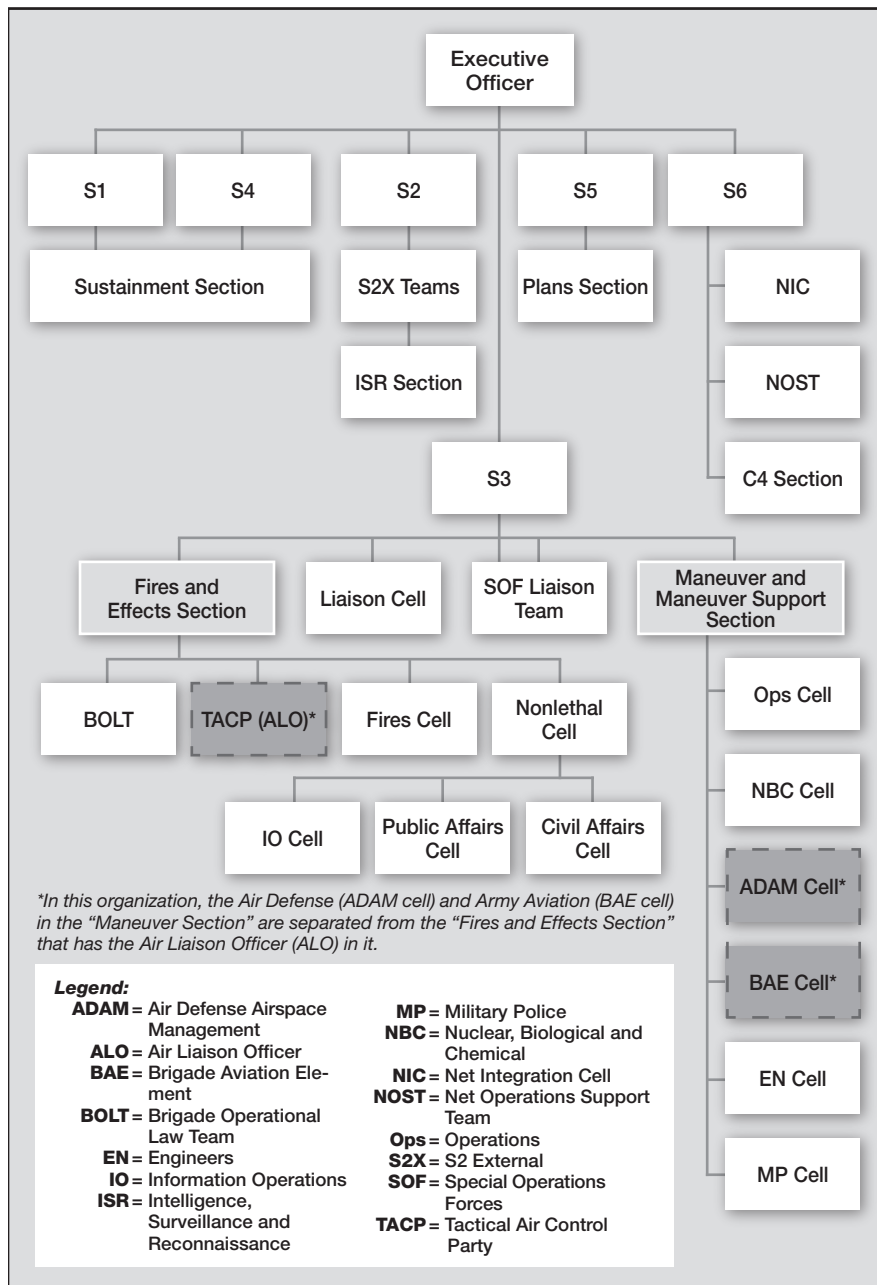 Executive
Officer
S1
S4
S2
S5
S6
Sustainment Section
S2X Teams
Plans Section
NIC
ISR Section
NOST
C4 Section
S3
Fires and
Effects Section
Liaison Cell
SOF Liaison
Team
Maneuver and
Maneuver Support
Section
BOLT
TACP (ALO)*
Fires Cell
Nonlethal
Cell
IO Cell
Public Affairs
Cell
Civil Affairs
Cell
Ops Cell
NBC Cell
ADAM Cell*
BAE Cell*
EN Cell
MP Cell
*In this organization, the Air Defense (ADAM cell) and Army Aviation (BAE cell)
in the “Maneuver Section” are separated from the “Fires and Effects Section”
that has the Air Liaison Officer (ALO) in it.
Legend:
ADAM = Air Defense Airspace
Management
ALO = Air Liaison Officer
BAE = Brigade Aviation Ele-
ment
BOLT = Brigade Operational
Law Team
EN = Engineers
IO = Information Operations
ISR = Intelligence,
Surveillance and
Reconnaissance
MP = Military Police
NBC = Nuclear, Biological and
Chemical
NIC = Net Integration Cell
NOST = Net Operations Support
Team
Ops = Operations
S2X = S2 External
SOF = Special Operations
Forces
TACP = Tactical Air Control
Party